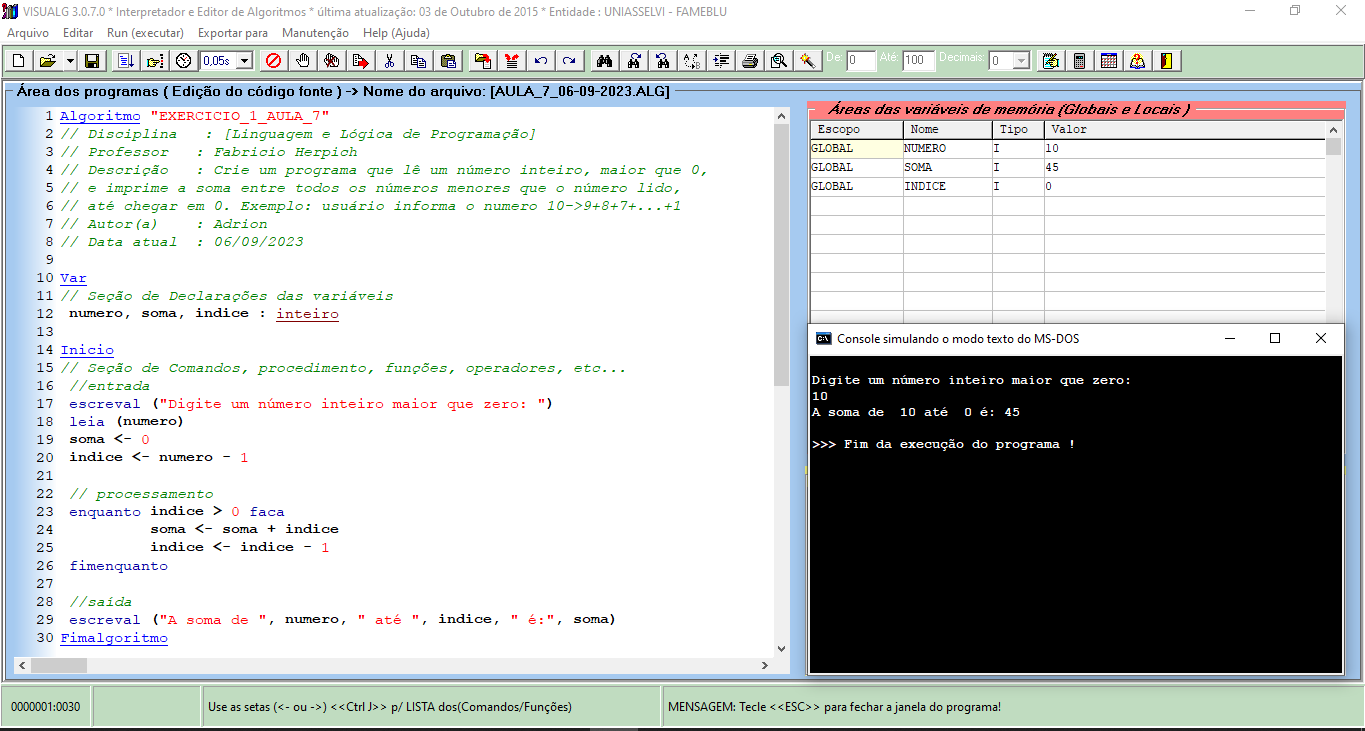 VISUALG 3.0.7.0 * Interpretador e Editor de Algoritmos * última atualização: 03 de Outubro de 2015 * Entidade : UNIASSELVI - FAMEBLU
Arquivo Editar Run (executar) Exportar para Manutenção Help (Ajuda)
0,05s De: 0 Até: 100 Decimais: 0
Área dos programas ( Edição do código fonte ) -> Nome do arquivo: [AULA_7_06-09-2023.ALG]
1 Algoritmo "EXERCICIO_1_AULA_7"
2 // Disciplina : [Linguagem e Lógica de Programação]
3 // Professor : Fabricio Herpich
4 // Descrição : Crie um programa que lê um número inteiro, maior que 0,
5 // e imprime a soma entre todos os números menores que o número lido,
6 // até chegar em 0. Exemplo: usuário informa o numero 10->9+8+7+...+1
7 // Autor(a) : Adrion
8 // Data atual : 06/09/2023
9
10 Var
11 // Seção de Declarações das variáveis
12 numero, soma, indice : inteiro
13
14 Inicio
15 // Seção de Comandos, procedimento, funções, operadores, etc...
16 //entrada
17 escreval ("Digite um número inteiro maior que zero: ")
18 leia (numero)
19 soma <- 0
20 indice <- numero - 1
21
22 // processamento
23 enquanto indice > 0 faca
24 soma <- soma + indice
25 indice <- indice - 1
26 fimenquanto
27
28 //saída
29 escreval ("A soma de ", numero, " até ", indice, " é:", soma)
30 Fimalgoritmo
Áreas das variáveis de memória (Globais e Locais )
Escopo Nome Tipo Valor
GLOBAL NUMERO I 10
GLOBAL SOMA I 45
GLOBAL INDICE I 0
Console simulando o modo texto do MS-DOS
Digite um número inteiro maior que zero:
10
A soma de 10 até 0 é: 45
>>> Fim da execução do programa !
0000001:0030
Use as setas (<- ou ->) <<Ctrl J>> p/ LISTA dos(Comandos/Funções)
MENSAGEM: Tecle <<ESC>> para fechar a janela do programa!